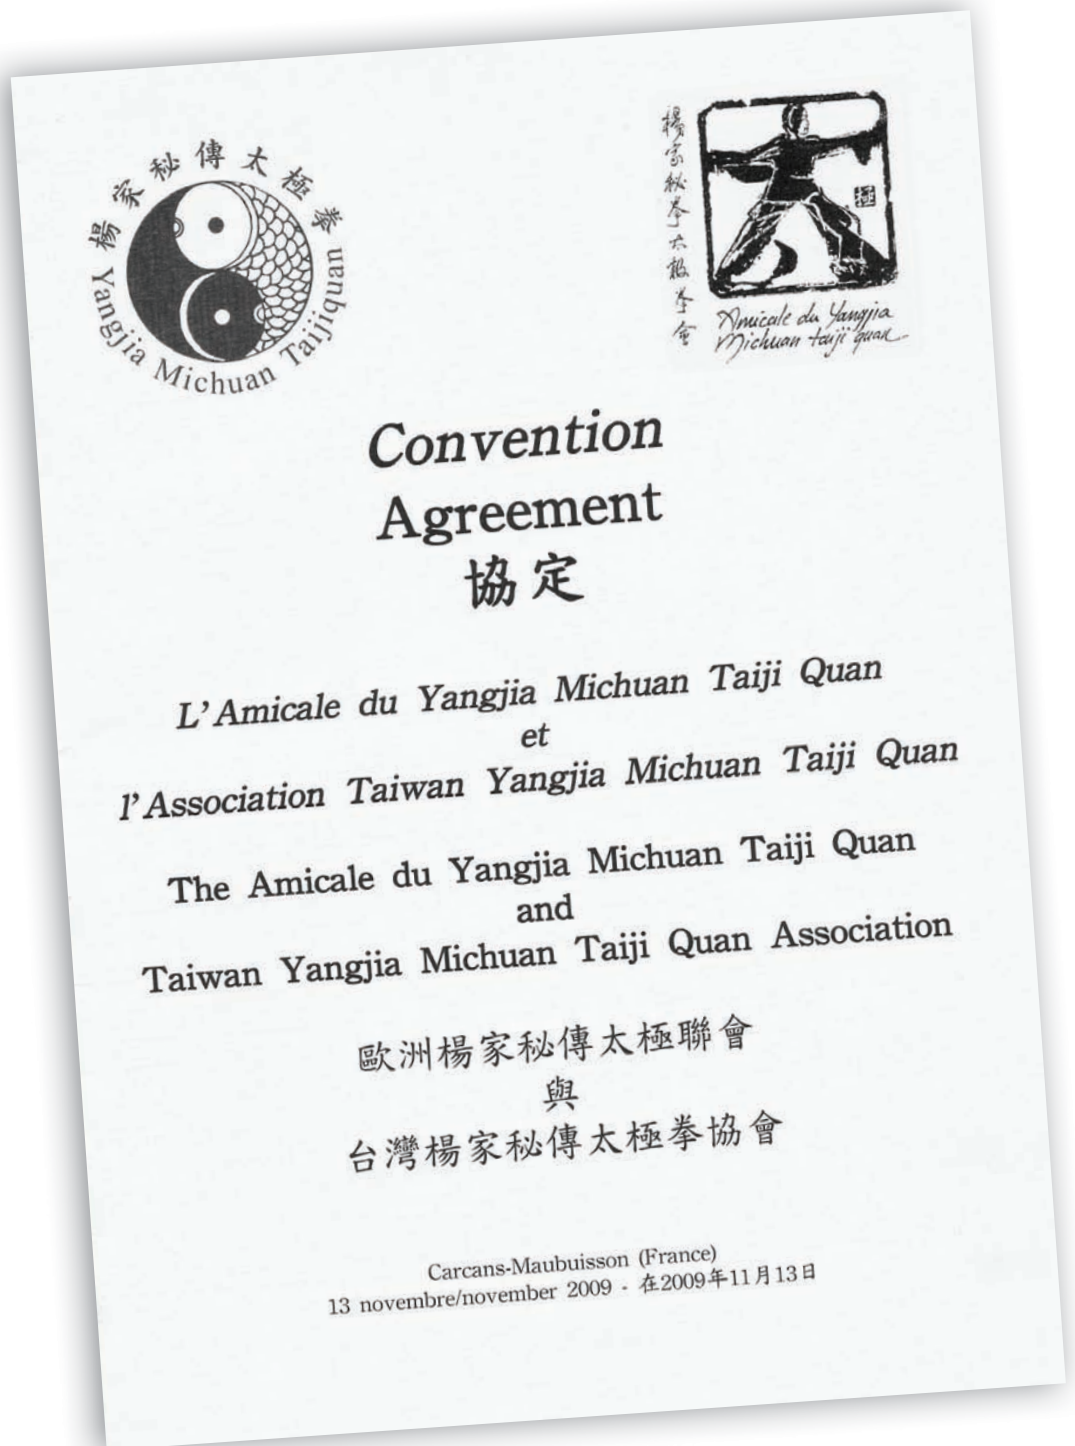 楊家秘傳太極拳
Yangjia Michuan Taijiquan
極
Amicale du Yangjia
Michuan taiji quan
Convention
Agreement
協定
L'Amicale du Yangjia Michuan Taiji Quan
et
l'Association Taiwan Yangjia Michuan Taiji Quan
The Amicale du Yangjia Michuan Taiji Quan
and
Taiwan Yangjia Michuan Taiji Quan Association
歐洲楊家秘傳太極聯會
與
台灣楊家秘傳太極拳協會
Carcans-Maubuisson (France)
13 novembre/november 2009 - 在2009年11月13日